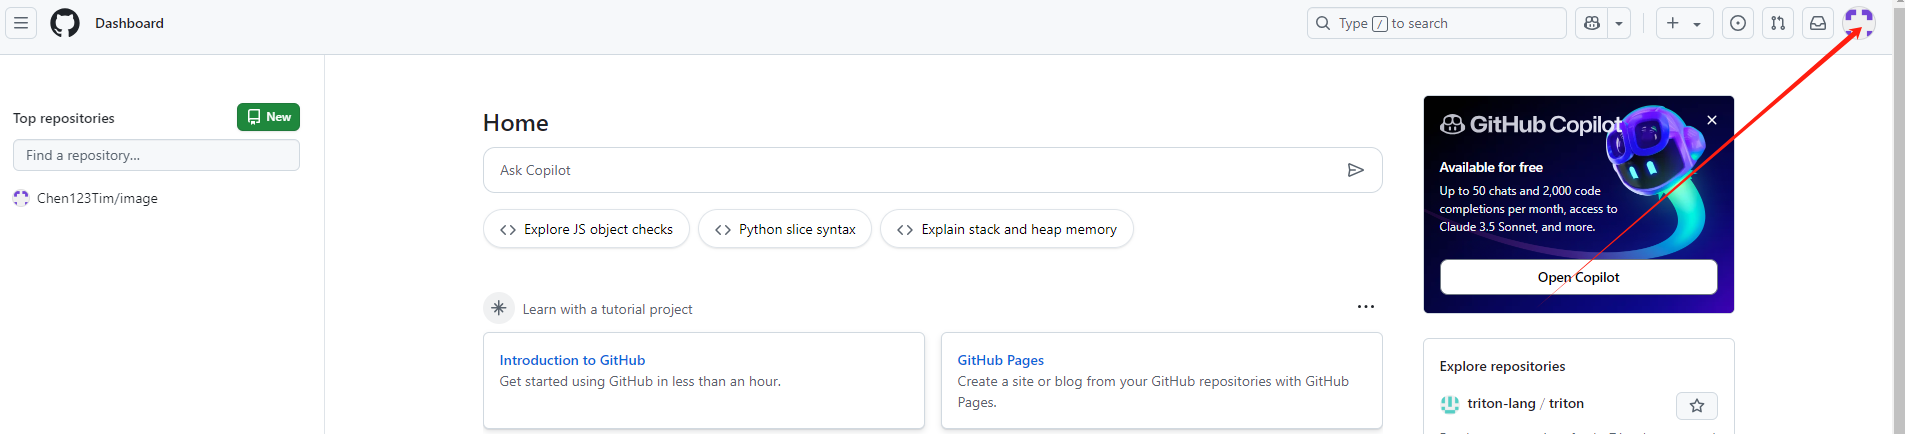 Dashboard
Type / to search
Top repositories
New
Find a repository...
Chen123Tim/image
Home
Ask Copilot
Explore JS object checks
Python slice syntax
Explain stack and heap memory
Learn with a tutorial project
Introduction to GitHub
Get started using GitHub in less than an hour.
GitHub Pages
Create a site or blog from your GitHub repositories with GitHub
Pages.
GitHub Copilot
Available for free
Up to 50 chats and 2,000 code
completions per month, access to
Claude 3.5 Sonnet, and more.
Open Copilot
Explore repositories
triton-lang / triton